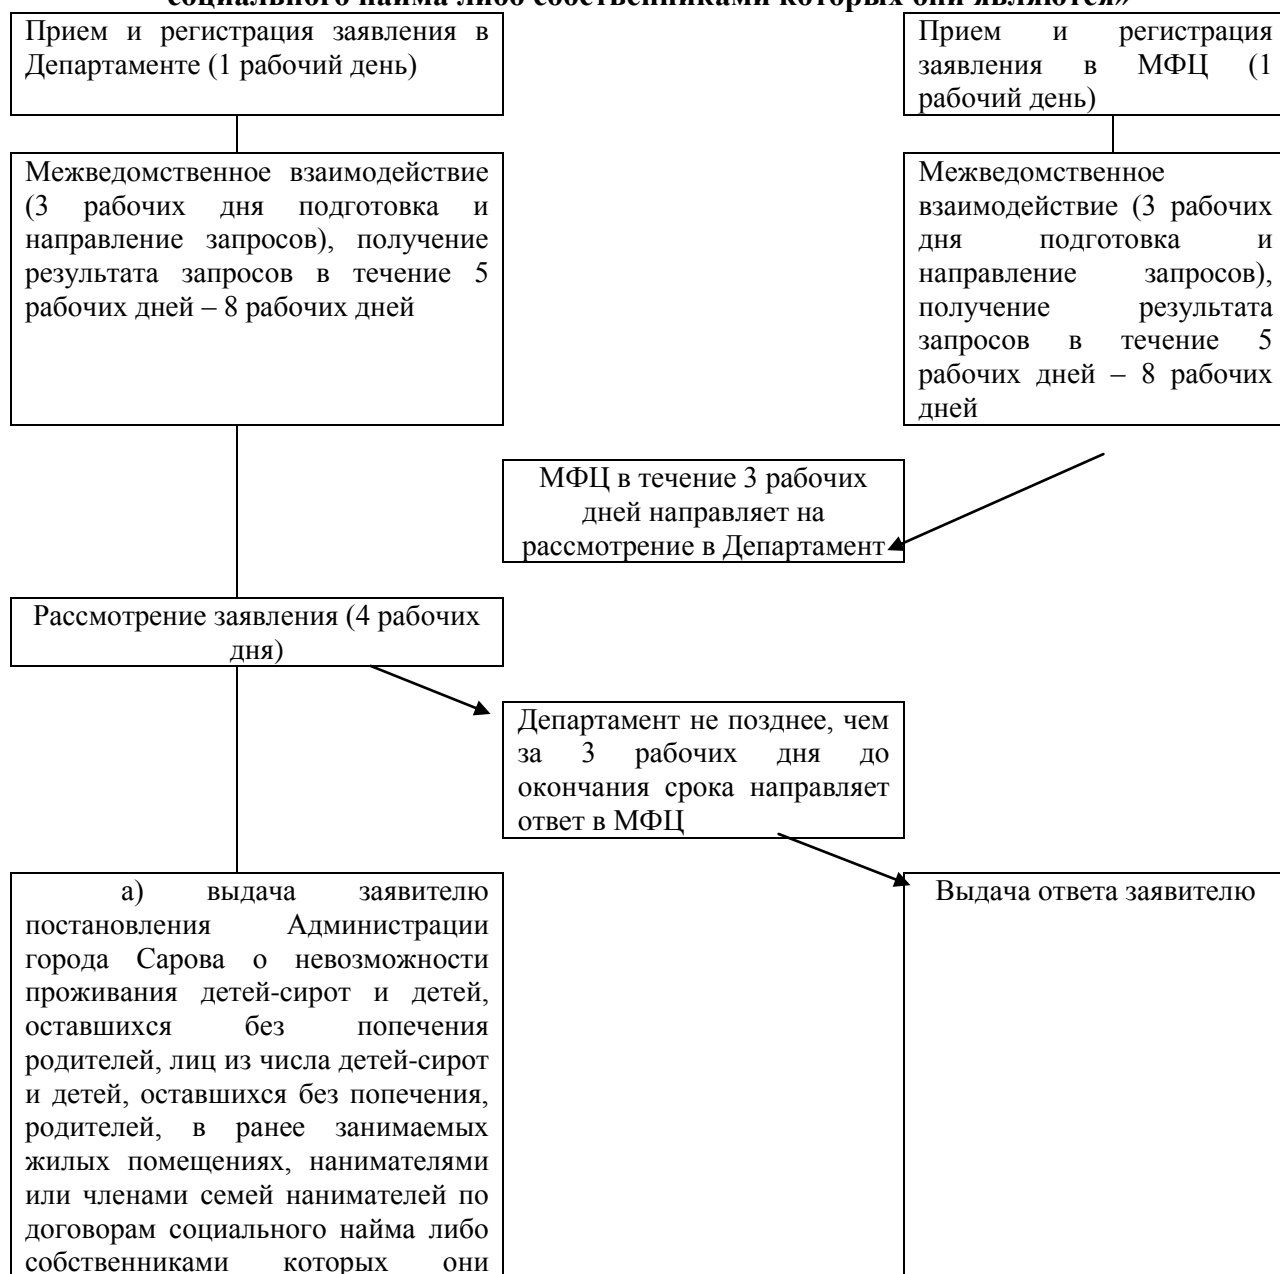 социального найма либо собственниками которых они являются»
Прием и регистрация заявления в
Департаменте (1 рабочий день)
Прием и регистрация
заявления в МФЦ (1
рабочий день)
Межведомственное взаимодействие
(3 рабочих дня подготовка и
направление запросов), получение
результата запросов в течение 5
рабочих дней – 8 рабочих дней
Межведомственное
взаимодействие (3 рабочих
дня подготовка и
направление запросов),
получение результата
запросов в течение 5
рабочих дней – 8 рабочих
дней
МФЦ в течение 3 рабочих
дней направляет на
рассмотрение в Департамент
Рассмотрение заявления (4 рабочих
дня)
Департамент не позднее, чем
за 3 рабочих дня до
окончания срока направляет
ответ в МФЦ
а) выдача заявителю
постановления Администрации
города Сарова о невозможности
проживания детей-сирот и детей,
оставшихся без попечения
родителей, лиц из числа детей-сирот
и детей, оставшихся без попечения,
родителей, в ранее занимаемых
жилых помещениях, нанимателями
или членами семей нанимателей по
договорам социального найма либо
собственниками которых они
Выдача ответа заявителю